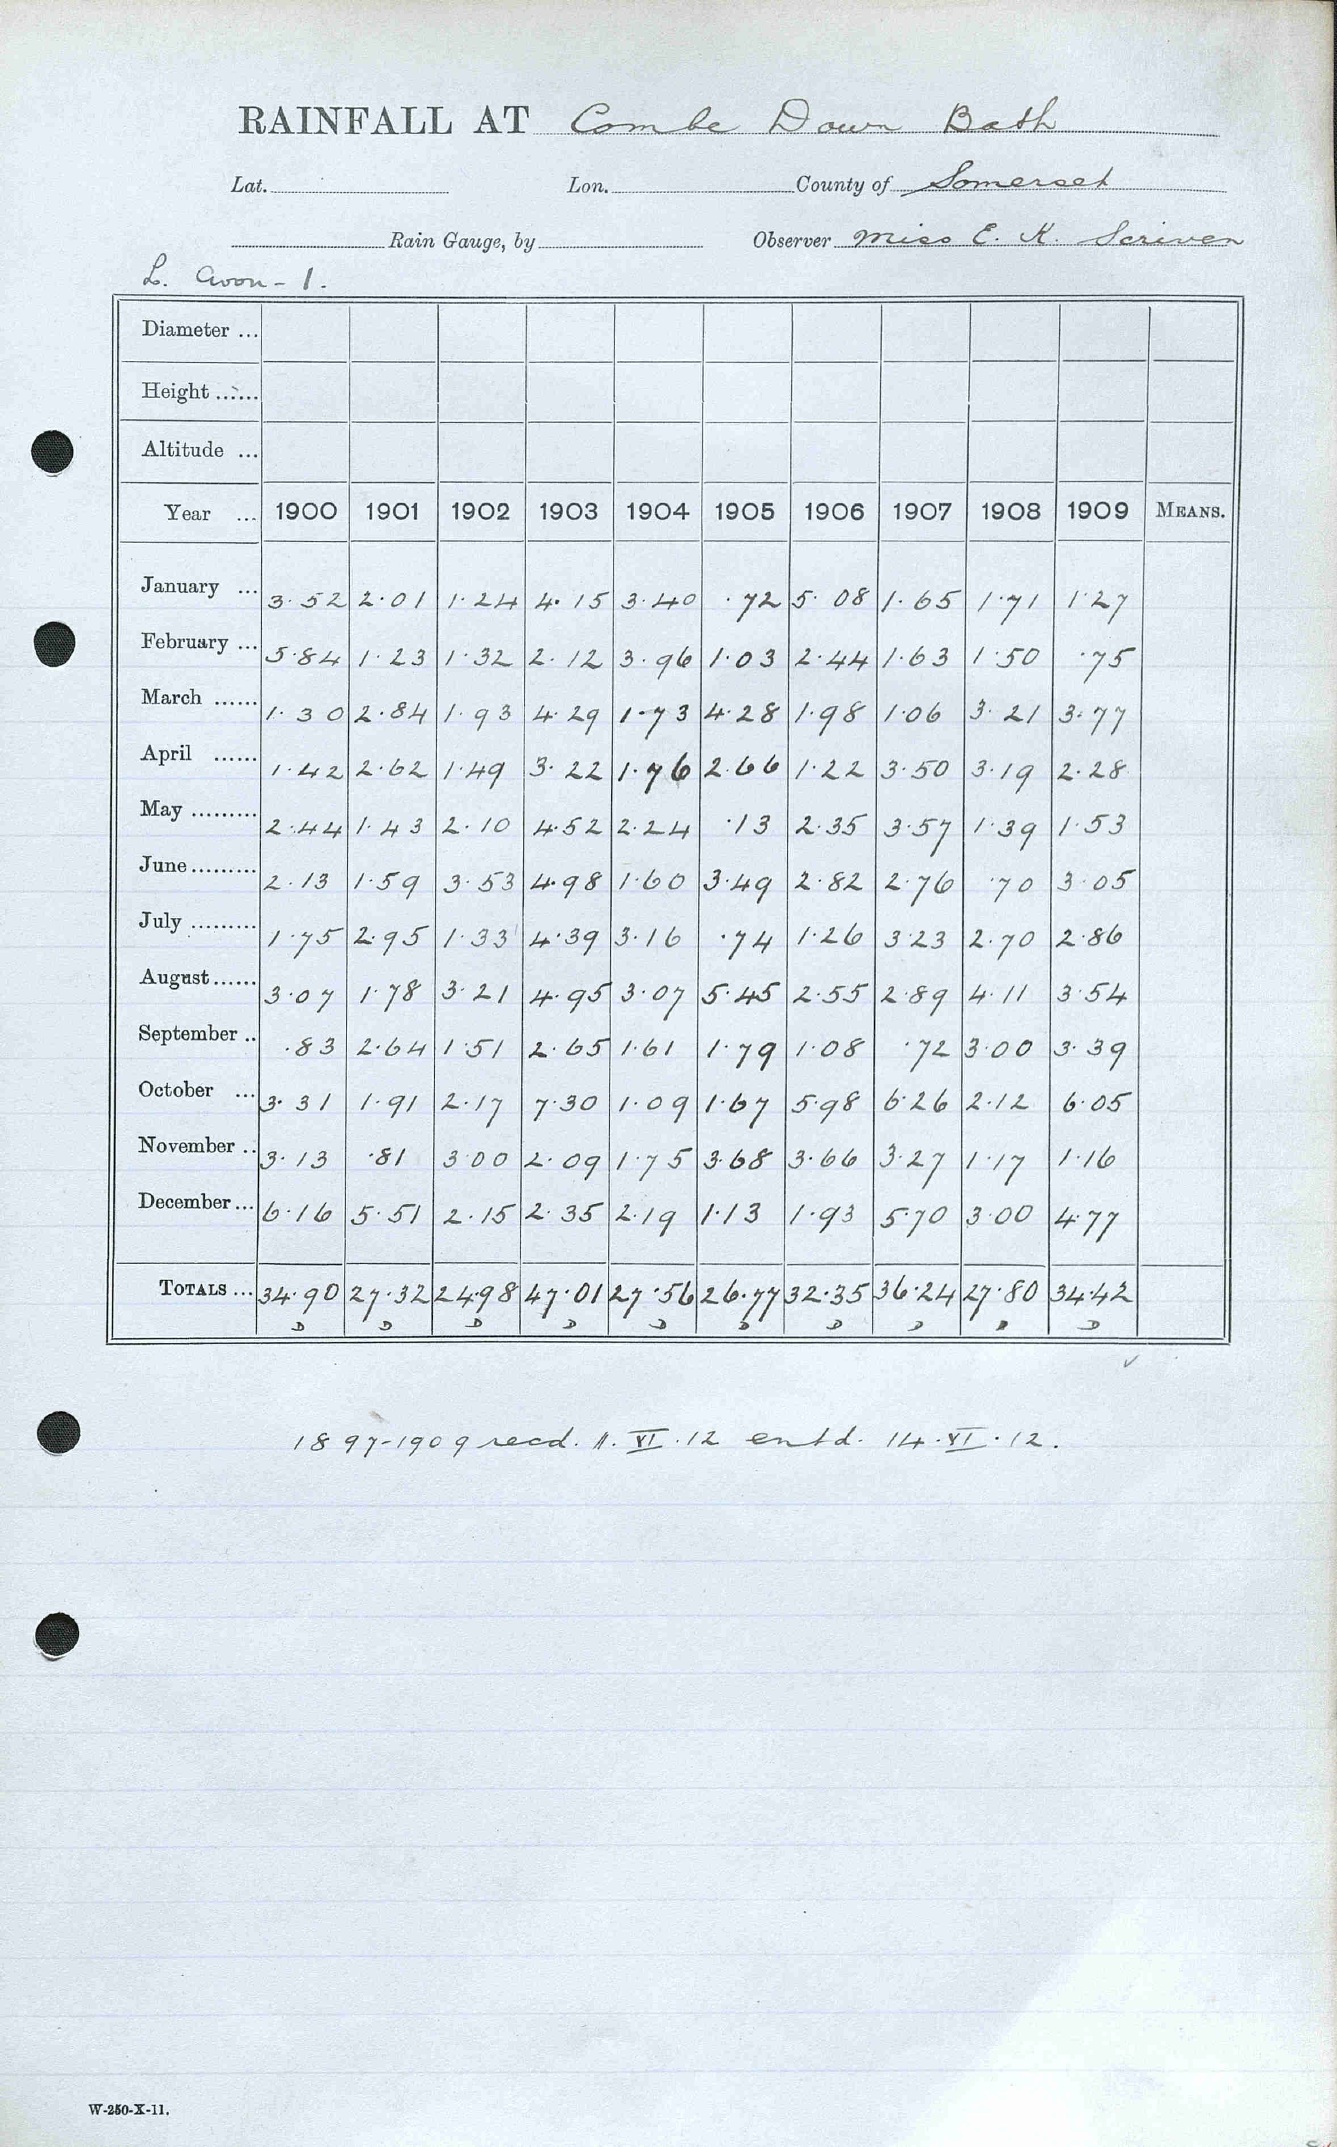 RAINFALL AT Combe Down Bath
Lat. Lon. County of Somerset
Rain Gauge, by Observer Miss E. K. Scriven
L. Avon - 1.
Diameter ...
Height ......
Altitude ...
Year ... 1900 1901 1902 1903 1904 1905 1906 1907 1908 1909 MEANS.
January ... 3.52 2.01 1.24 4.15 3.40 .72 5.08 1.65 1.71 1.27
February ... 5.84 1.23 1.32 2.12 3.96 1.03 2.44 1.63 1.50 .75
March ...... 1.30 2.84 1.93 4.29 1.73 4.28 1.98 1.06 3.21 3.77
April ...... 1.42 2.62 1.49 3.22 1.76 2.66 1.22 3.50 3.19 2.28
May ......... 2.44 1.43 2.10 4.52 2.24 .13 2.35 3.57 1.39 1.53
June ......... 2.13 1.59 3.53 4.98 1.60 3.49 2.82 2.76 .70 3.05
July ......... 1.75 2.95 1.33 4.39 3.16 .74 1.26 3.23 2.70 2.86
August ...... 3.07 1.78 3.21 4.95 3.07 5.45 2.55 2.89 4.11 3.54
September .. .83 2.64 1.51 2.65 1.61 1.79 1.08 .72 3.00 3.39
October ... 3.31 1.91 2.17 7.30 1.09 1.67 5.98 6.26 2.12 6.05
November .. 3.13 .81 3.00 2.09 1.75 3.68 3.66 3.27 1.17 1.16
December ... 6.16 5.51 2.15 2.35 2.19 1.13 1.93 5.70 3.00 4.77
TOTALS ... 34.90 27.32 24.98 47.01 27.56 26.77 32.35 36.24 27.80 34.42
D D D D D D D D D D
1897-1909 recd. 11.VI.12 entd. 14.VI.12.
W-250-X-11.